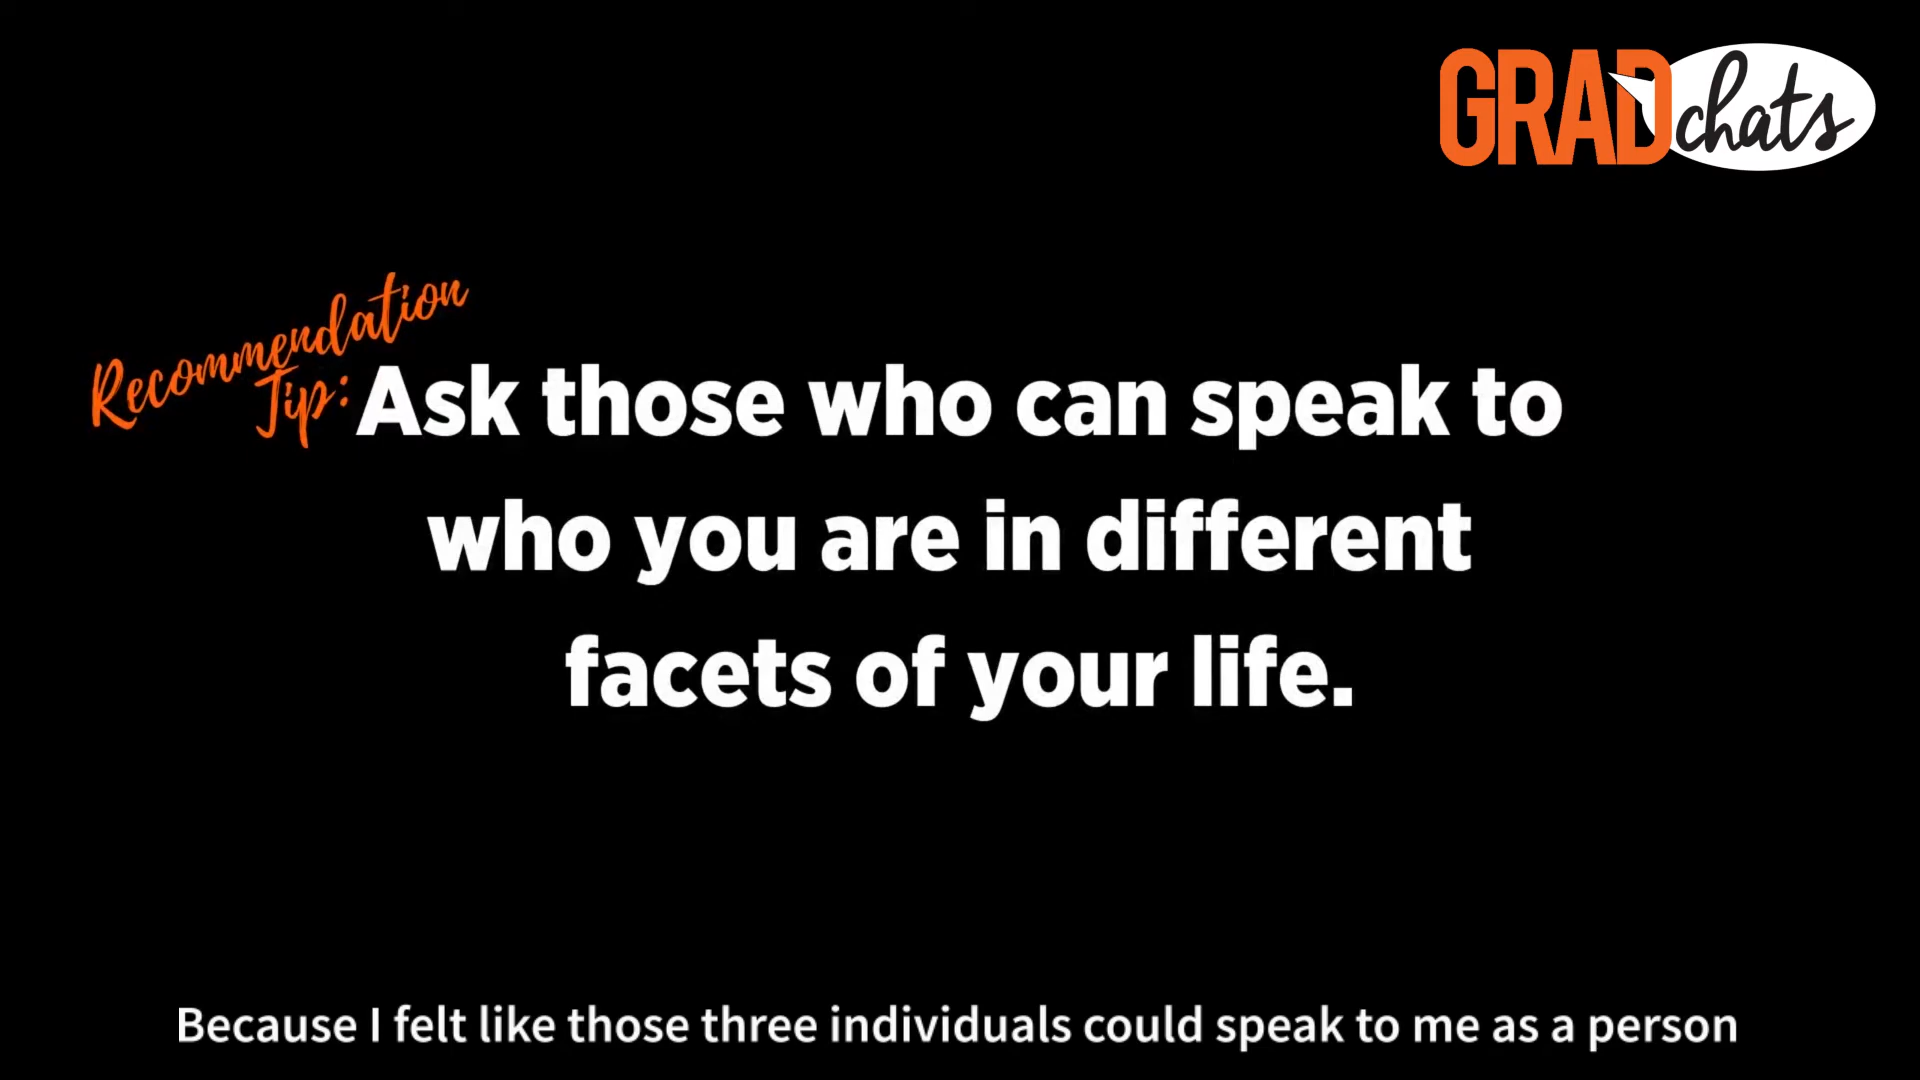 GRAD chats
Recommendation
Tip:
Ask those who can speak to
who you are in different
facets of your life.
Because I felt like those three individuals could speak to me as a person